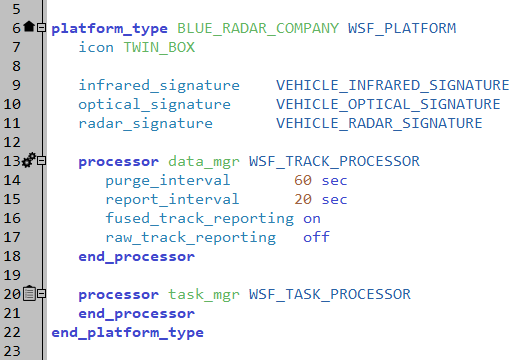 5
6 platform_type BLUE_RADAR_COMPANY WSF_PLATFORM
7 icon TWIN_BOX
8
9 infrared_signature VEHICLE_INFRARED_SIGNATURE
10 optical_signature VEHICLE_OPTICAL_SIGNATURE
11 radar_signature VEHICLE_RADAR_SIGNATURE
12
13 processor data_mgr WSF_TRACK_PROCESSOR
14 purge_interval 60 sec
15 report_interval 20 sec
16 fused_track_reporting on
17 raw_track_reporting off
18 end_processor
19
20 processor task_mgr WSF_TASK_PROCESSOR
21 end_processor
22 end_platform_type
23